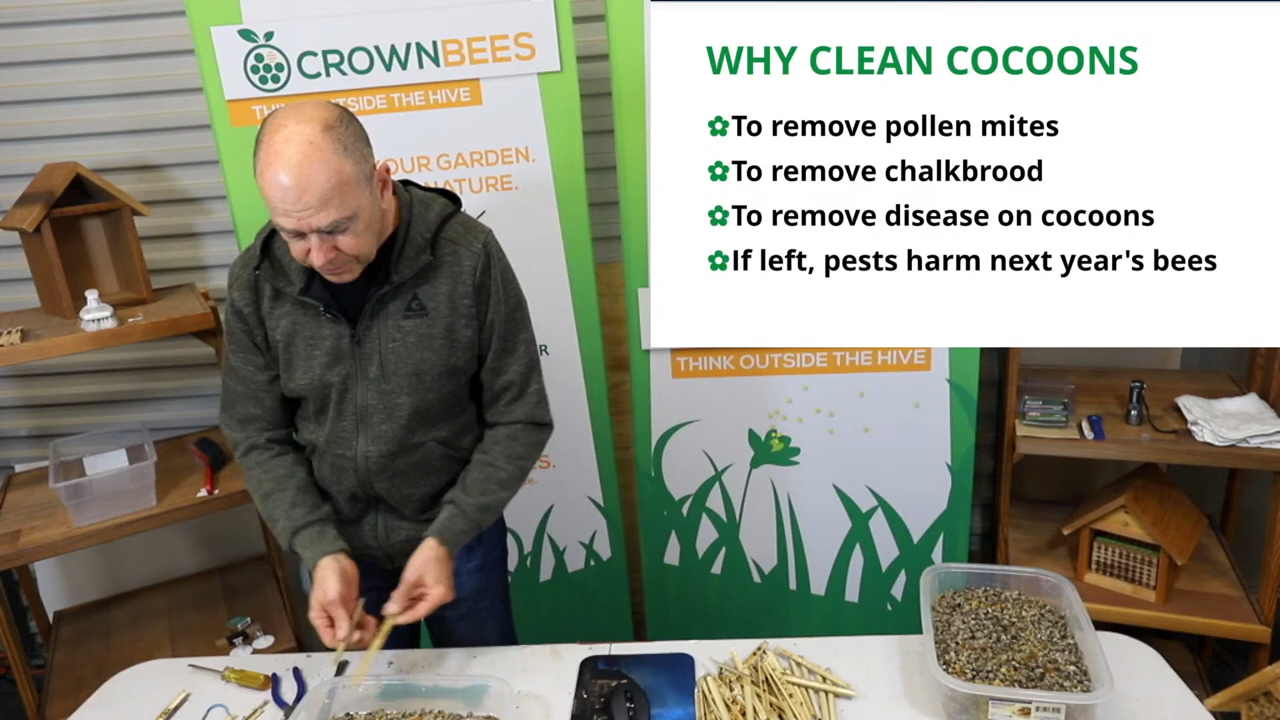 CROWNBEES
OUTSIDE THE HIVE
YOUR GARDEN.
NATURE.
WHY CLEAN COCOONS
To remove pollen mites
To remove chalkbrood
To remove disease on cocoons
If left, pests harm next year's bees
THINK OUTSIDE THE HIVE